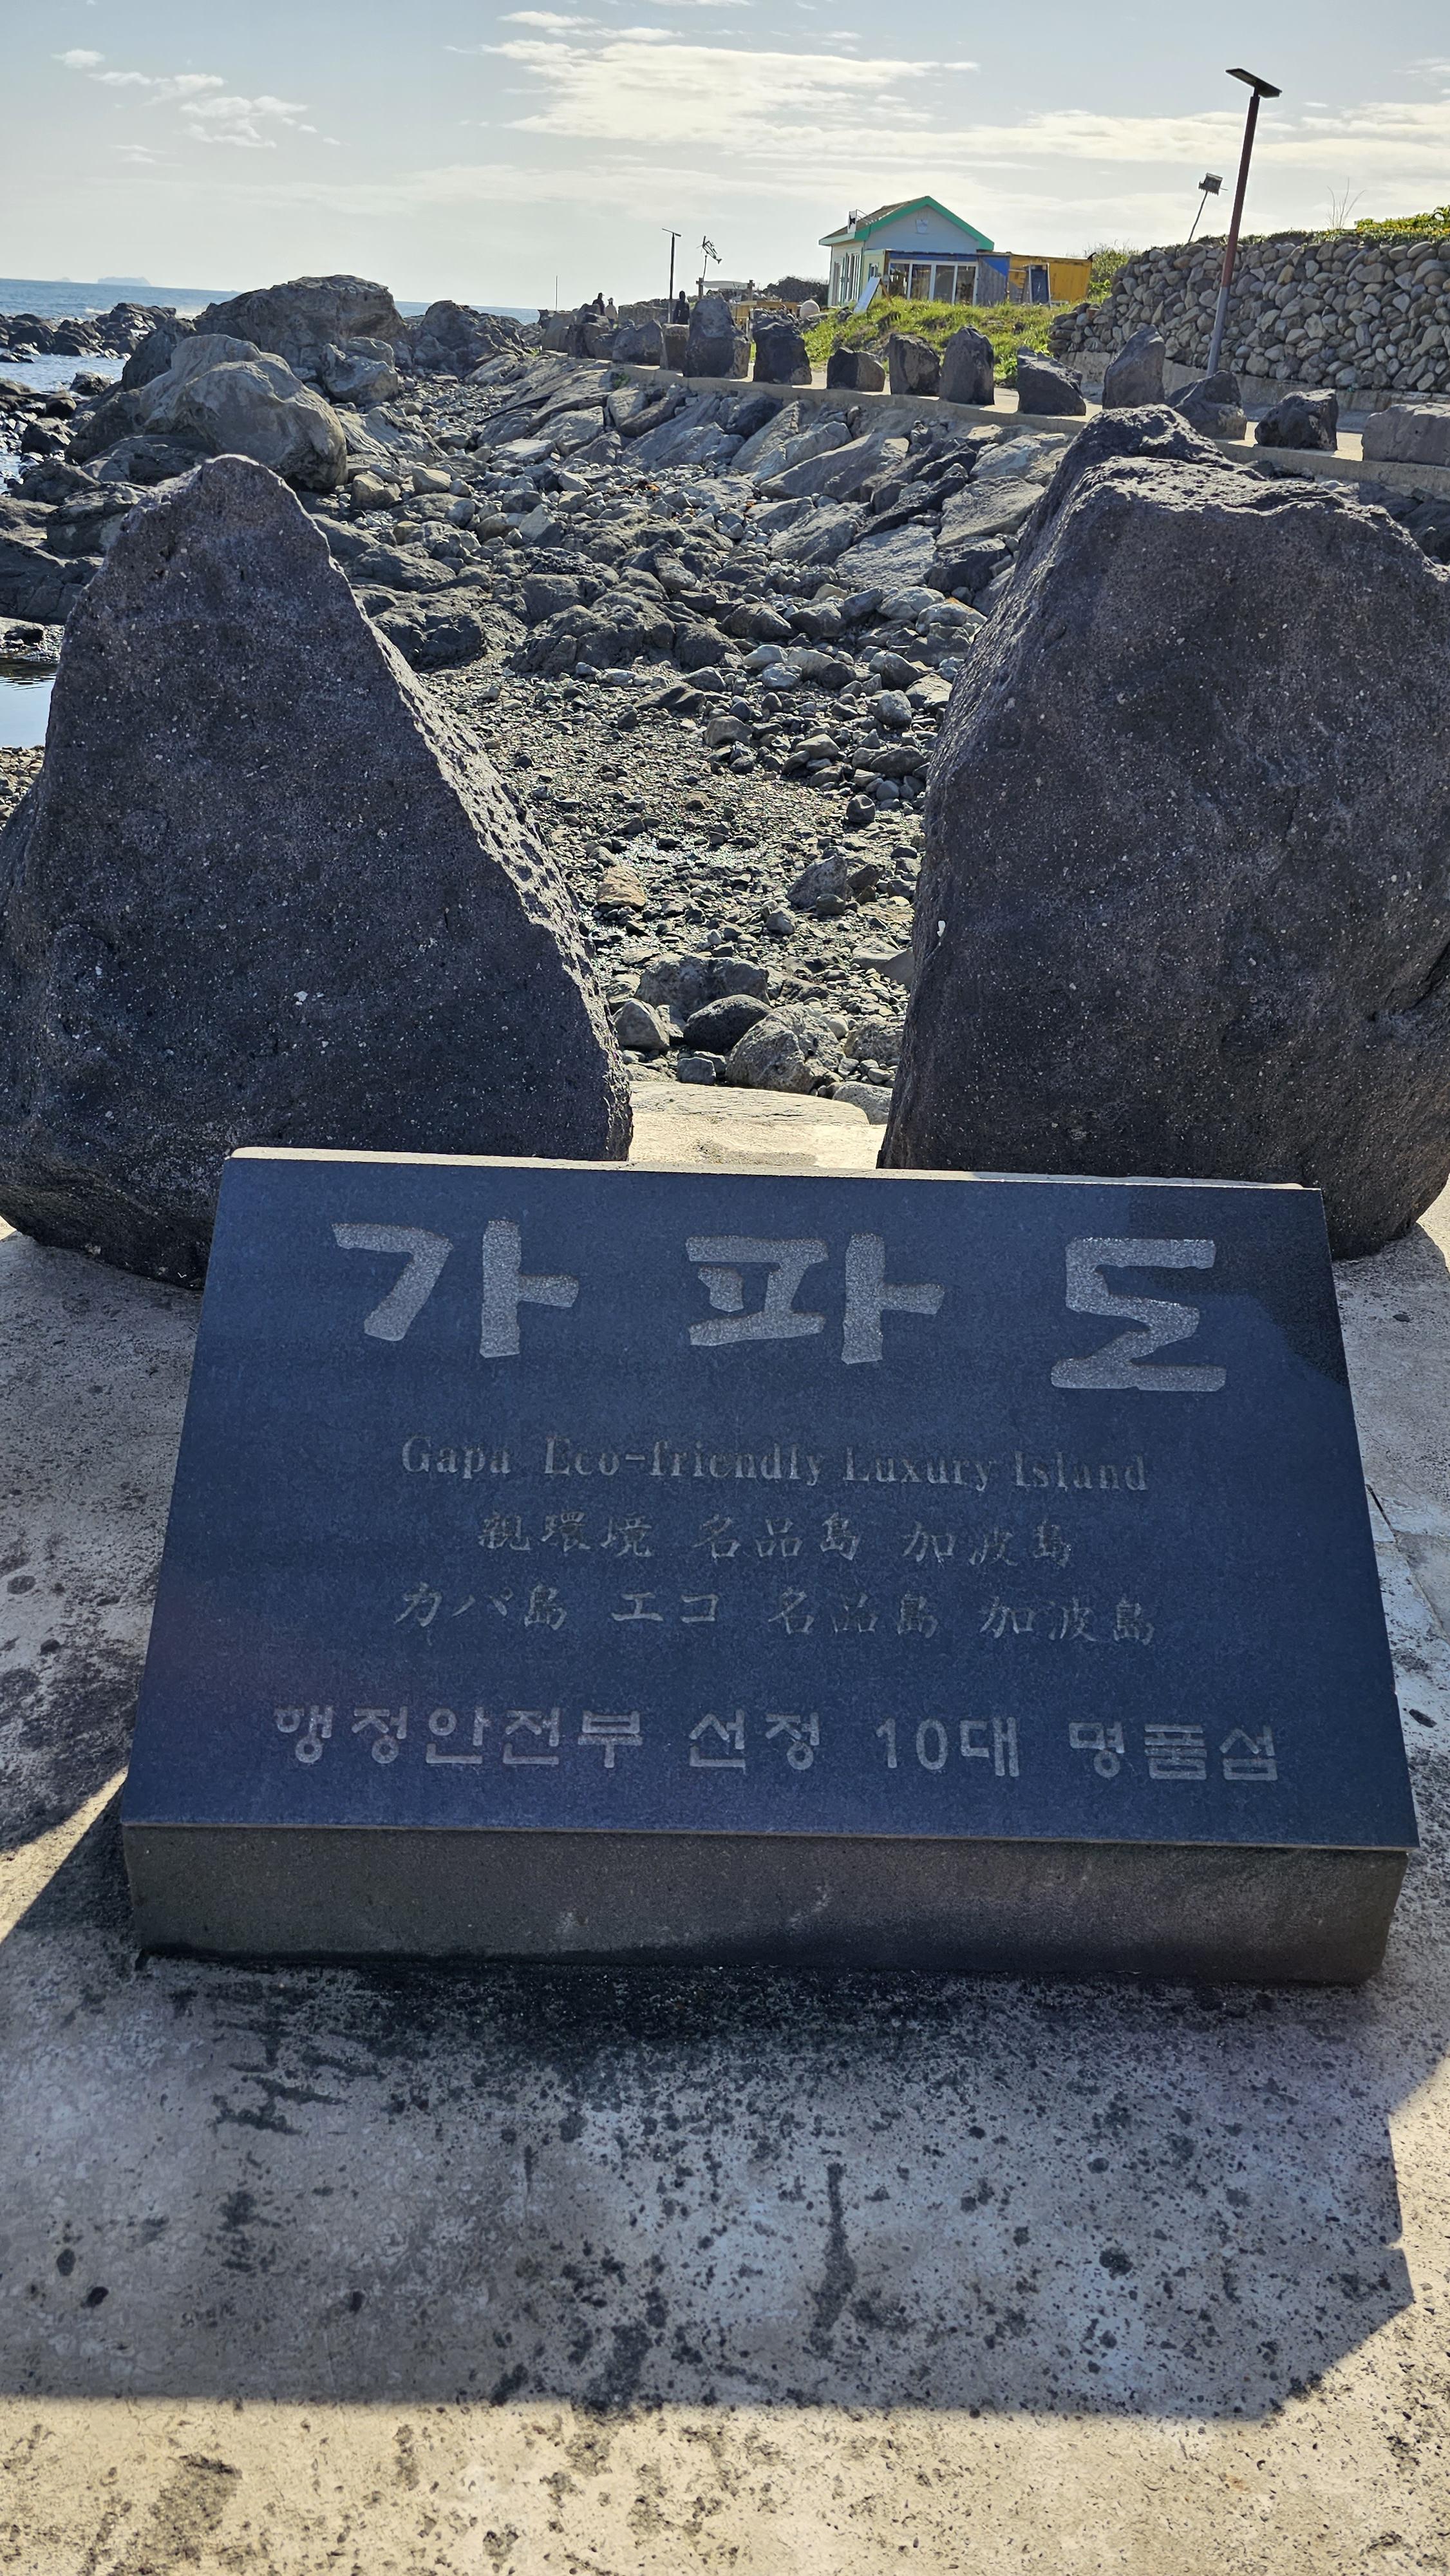 가파도
Gapa Eco-friendly Luxury Island
親環境 名品島 加波島
カパ島 エコ 名品島 加波島
행정안전부 선정 10대 명품섬